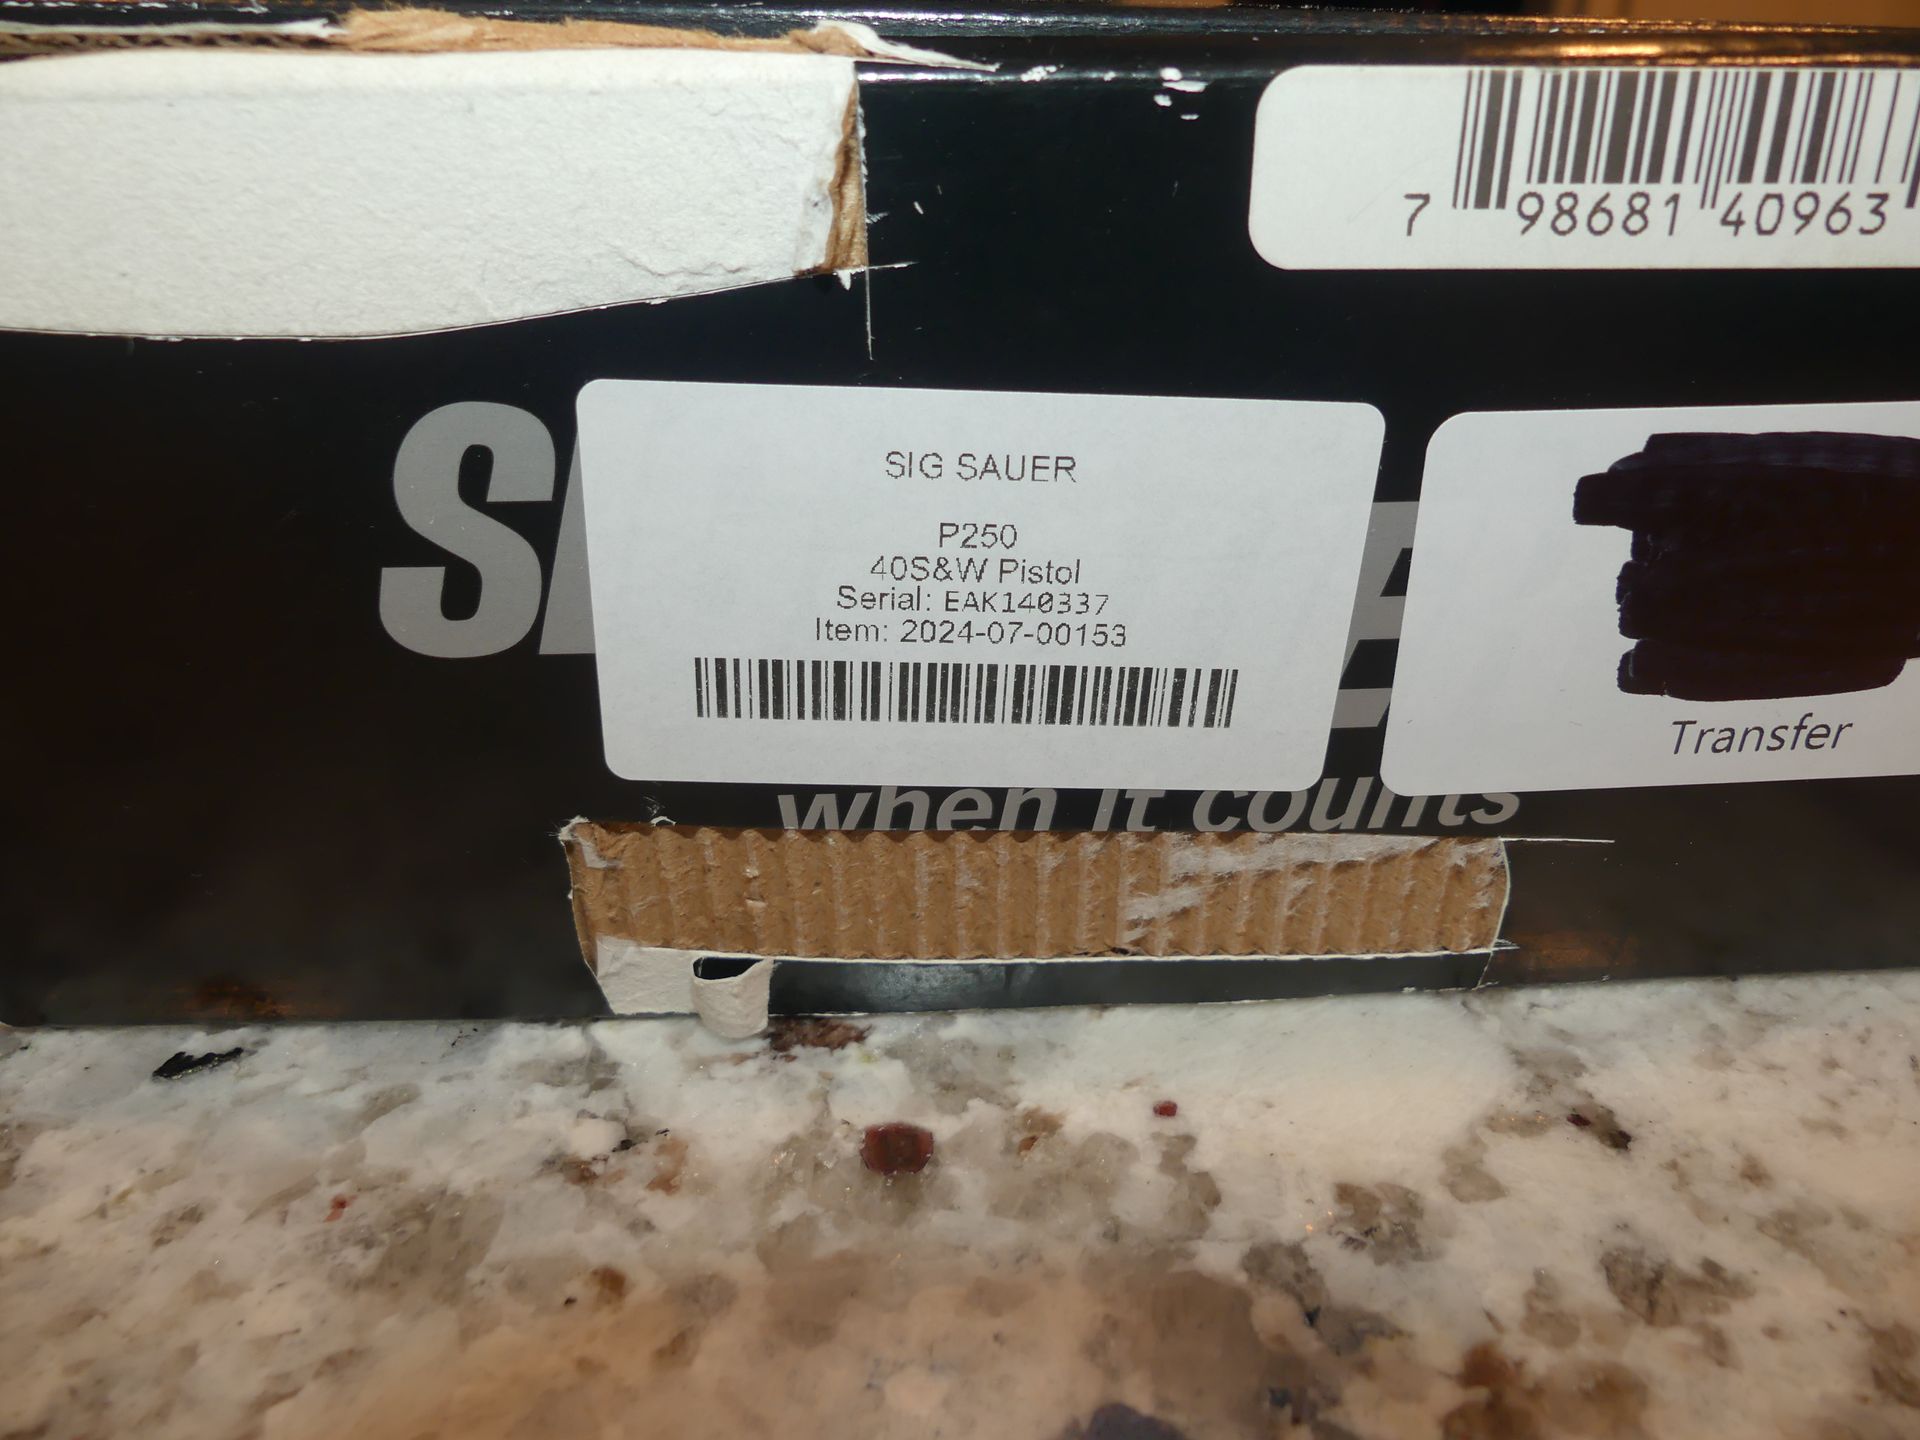 7 98681 40963
SIG SAUER
P250
40S&W Pistol
Serial: EAK140337
Item: 2024-07-00153
Transfer
when it counts